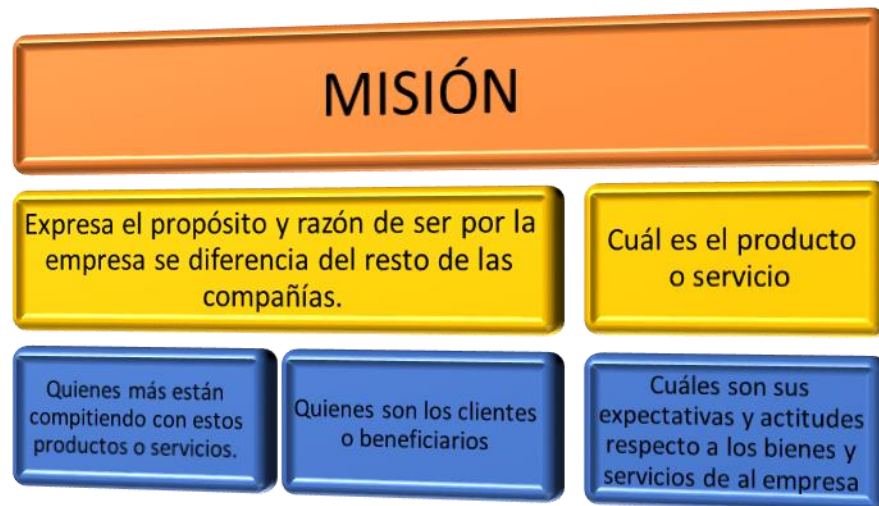 MISIÓN
Expresa el propósito y razón de ser por la
empresa se diferencia del resto de las
compañías.
Cuál es el producto
o servicio
Quienes más están
compitiendo con estos
productos o servicios.
Quienes son los clientes
o beneficiarios
Cuáles son sus
expectativas y actitudes
respecto a los bienes y
servicios de al empresa